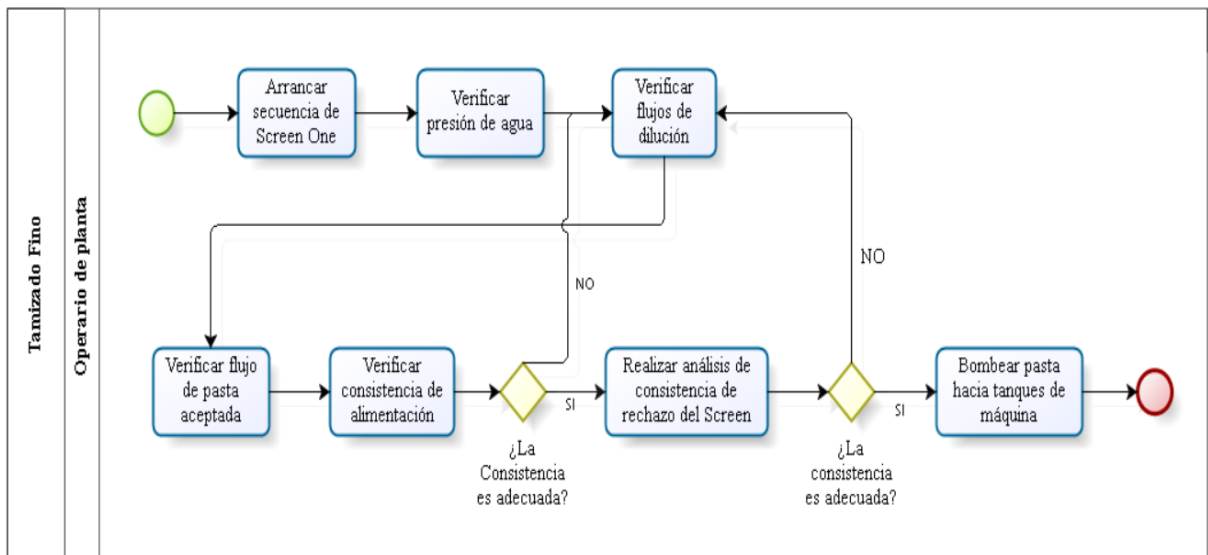 Tamizado Fino
Operario de planta
Arrancar
secuencia de
Screen One
Verificar
presión de agua
Verificar
flujos de
dilución
NO
NO
Verificar flujo
de pasta
aceptada
Verificar
consistencia de
alimentación
SI
¿La
Consistencia
es adecuada?
Realizar análisis de
consistencia de
rechazo del Screen
SI
¿La
consistencia
es adecuada?
Bombear pasta
hacia tanques de
máquina